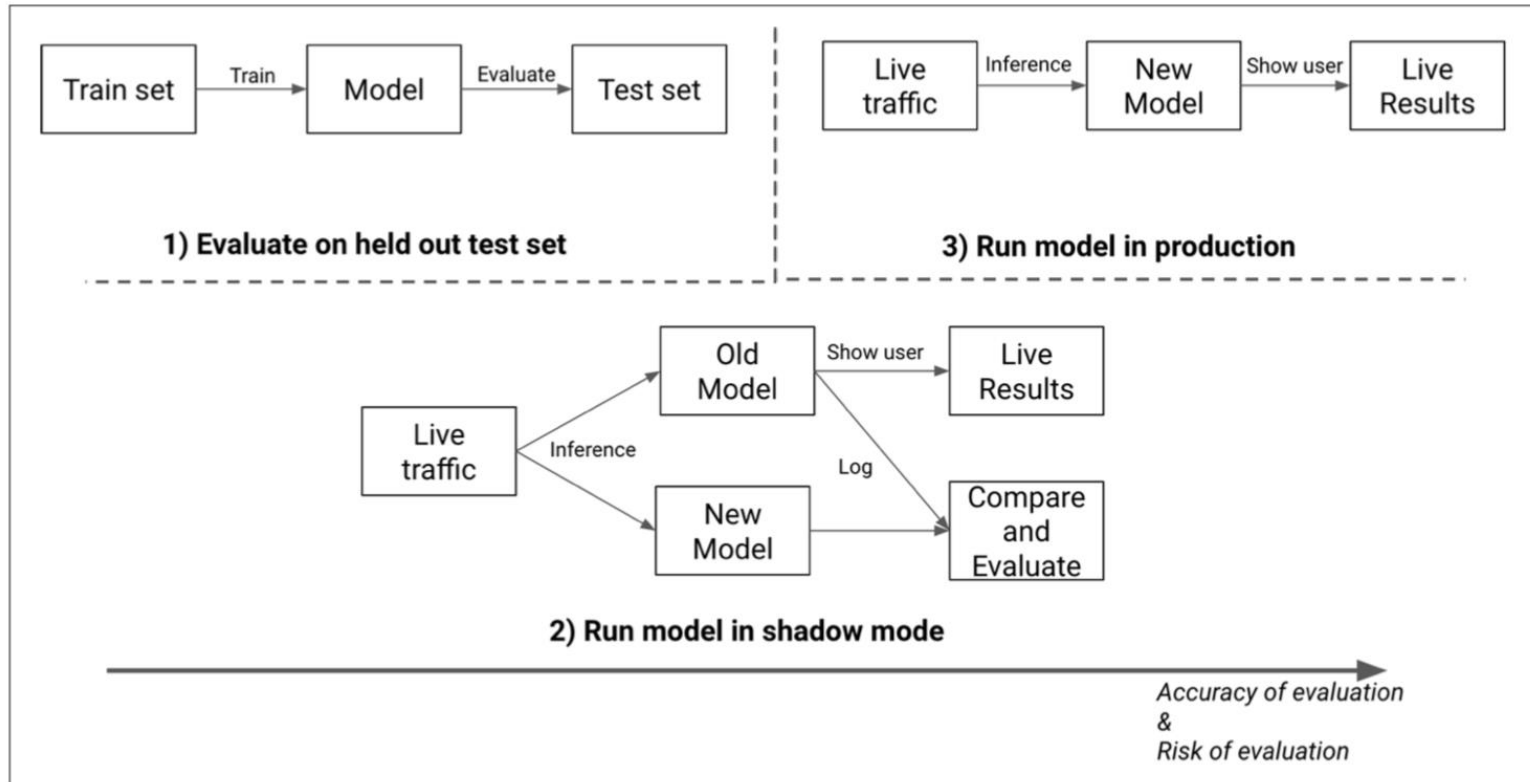 Train set
Train
Model
Evaluate
Test set
1) Evaluate on held out test set
Live
traffic
Inference
New
Model
Show user
Live
Results
3) Run model in production
Live
traffic
Inference
Old
Model
Show user
Live
Results
Log
New
Model
Compare
and
Evaluate
2) Run model in shadow mode
Accuracy of evaluation
&
Risk of evaluation